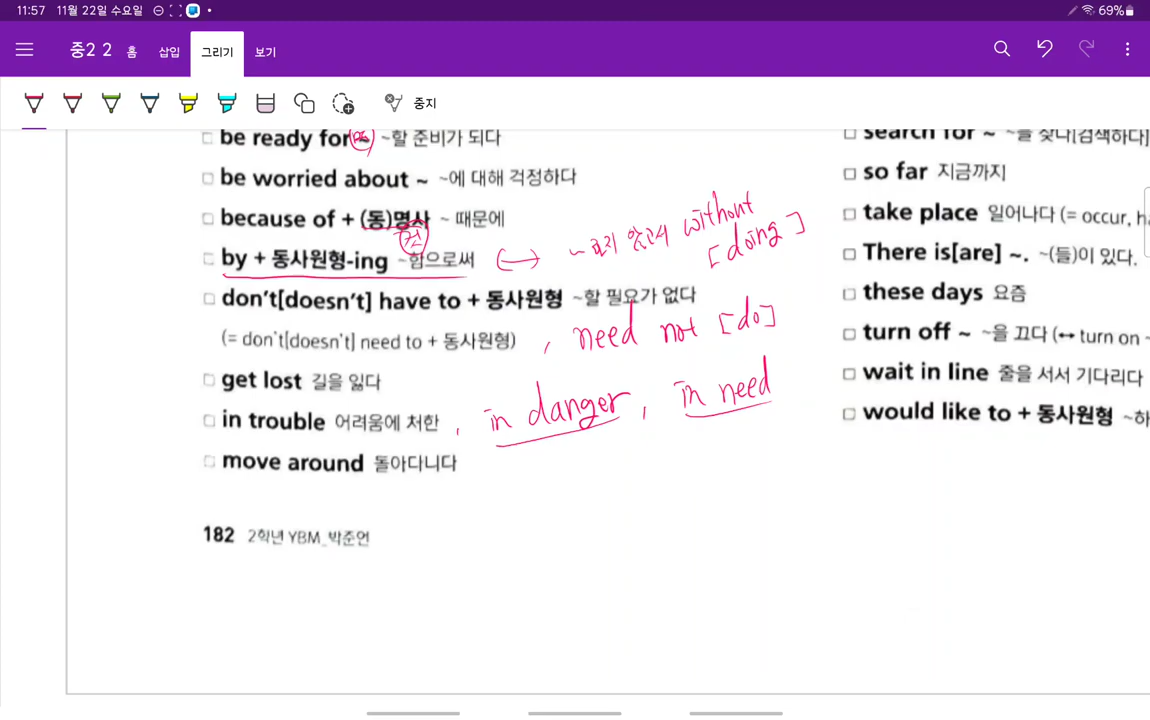 11:57 11월 22일 수요일 69%
중2 2 홈 삽입 그리기 보기
중지
be ready for ~ ~할 준비가 되다
be worried about ~ ~에 대해 걱정하다
because of + (동)명사 ~ 때문에
by + 동사원형-ing ~함으로써 ↔ ~하지 않고서 without [doing]
don't[doesn't] have to + 동사원형 ~할 필요가 없다
(= don't[doesn't] need to + 동사원형) , need not [do]
get lost 길을 잃다
in trouble 어려움에 처한 , in danger, in need
move around 돌아다니다
182 2학년 YBM_박준언
search for ~ ~을 찾다[검색하다]
so far 지금까지
take place 일어나다 (= occur, ha
There is[are] ~. ~(들)이 있다.
these days 요즘
turn off ~ ~을 끄다 (↔ turn on ~
wait in line 줄을 서서 기다리다
would like to + 동사원형 ~하